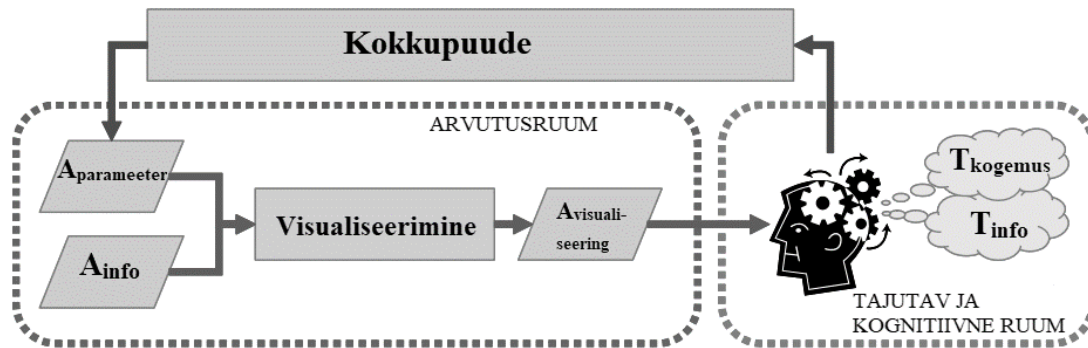 Kokkupuude
ARVUTUSRUUM
Aparameeter
Ainfo
Visualiseerimine
Avisuali-
seering
Tkogemus
Tinfo
TAJUTAV JA
KOGNITIIVNE RUUM